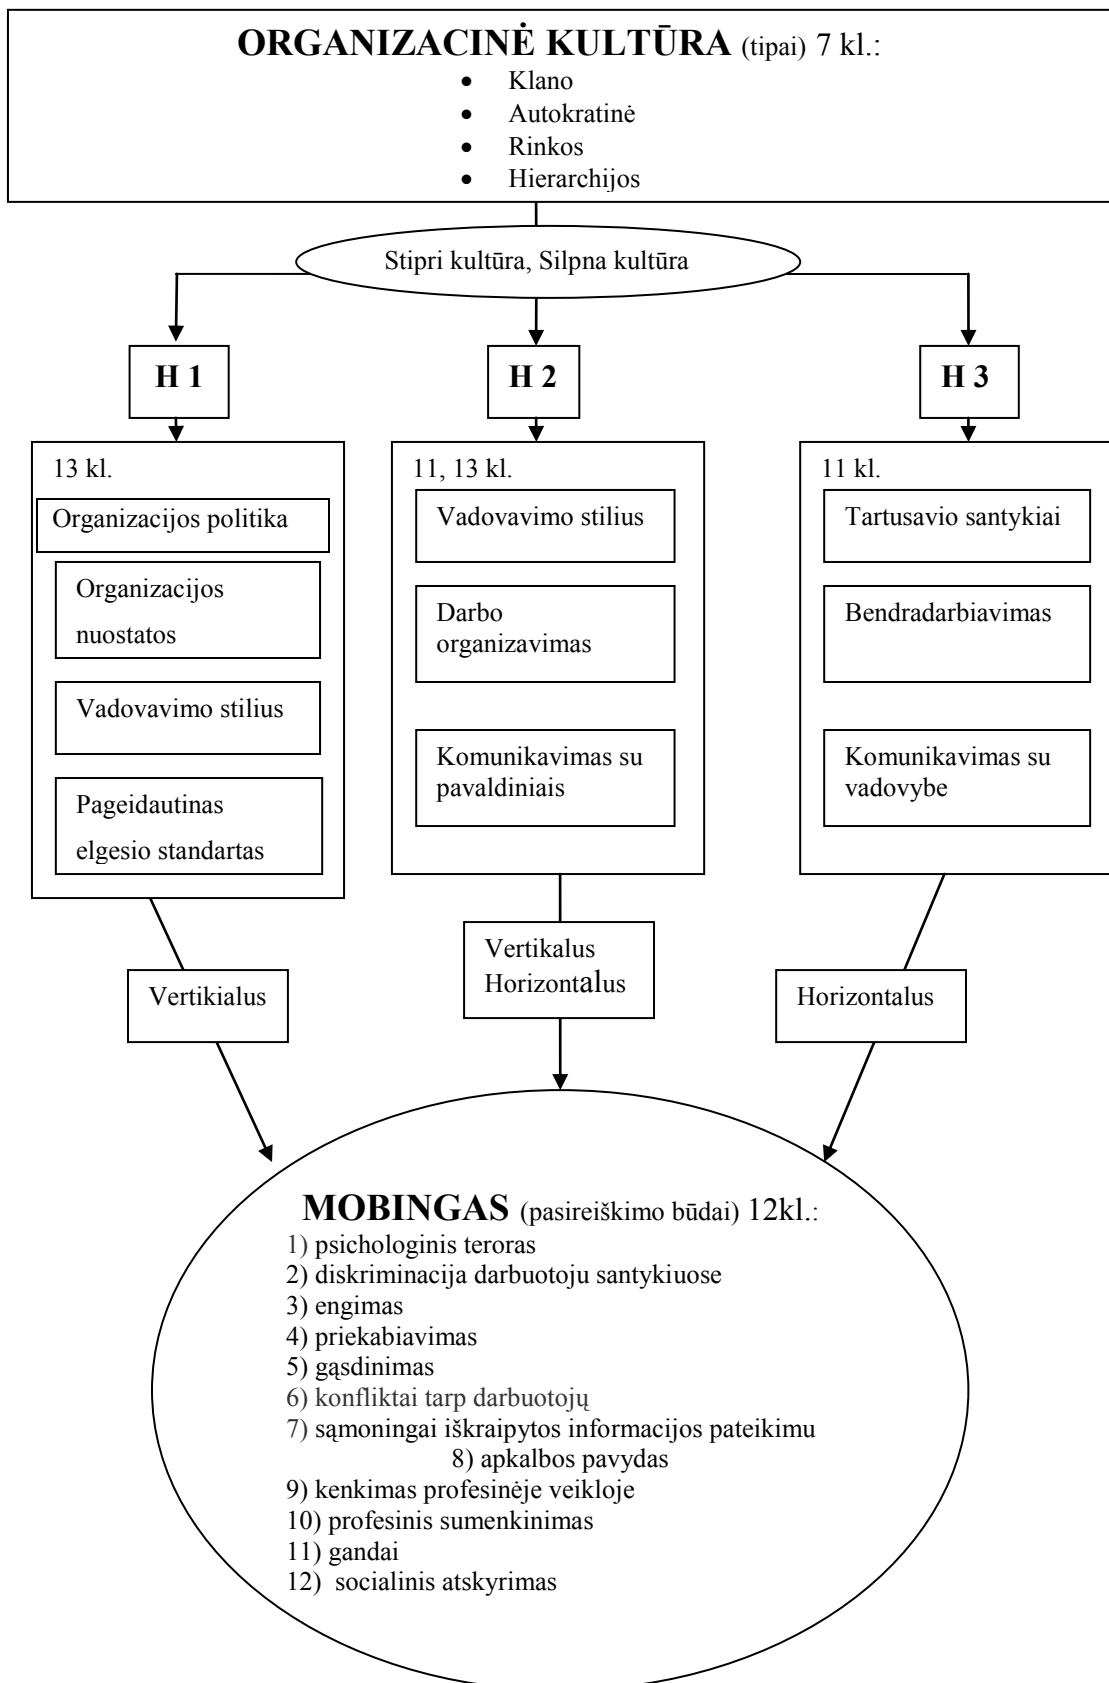 ORGANIZACINĖ KULTŪRA (tipai) 7 kl.:
• Klano
• Autokratinė
• Rinkos
• Hierarchijos
Stipri kultūra, Silpna kultūra
H 1
H 2
H 3
13 kl.
Organizacijos politika
Organizacijos
nuostatos
Vadovavimo stilius
Pageidautinas
elgesio standartas
11, 13 kl.
Vadovavimo stilius
Darbo
organizavimas
Komunikavimas su
pavaldiniais
11 kl.
Tartusavio santykiai
Bendradarbiavimas
Komunikavimas su
vadovybe
Vertikialus
Vertikalus
Horizontalus
Horizontalus
MOBINGAS (pasireiškimo būdai) 12kl.:
1) psichologinis teroras
2) diskriminacija darbuotoju santykiuose
3) engimas
4) priekabiavimas
5) gąsdinimas
6) konfliktai tarp darbuotojų
7) sąmoningai iškraipytos informacijos pateikimu
8) apkalbos pavydas
9) kenkimas profesinėje veikloje
10) profesinis sumenkinimas
11) gandai
12) socialinis atskyrimas